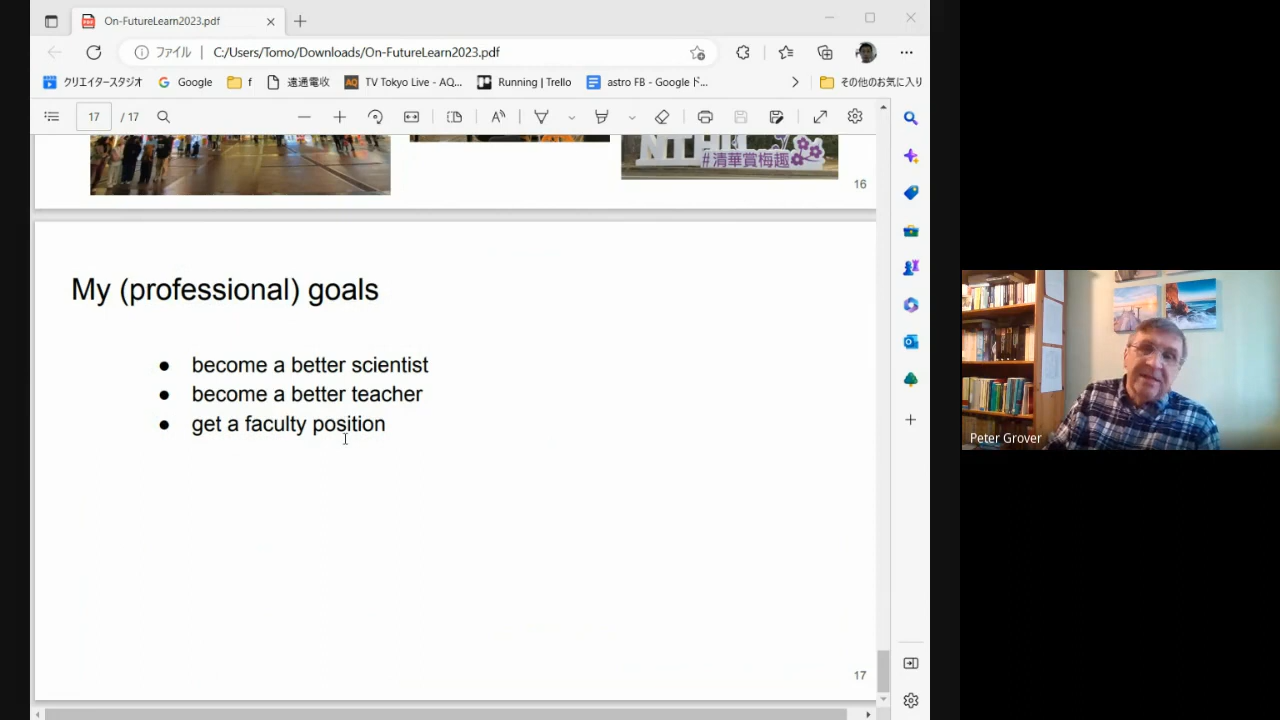 On-FutureLearn2023.pdf
ファイル
C:/Users/Tomo/Downloads/On-FutureLearn2023.pdf
クリエイタースタジオ
Google
f
遠通電収
TV Tokyo Live - AQ...
Running | Trello
astro FB - Google ド...
その他のお気に入り
17 / 17
NTHU
#清華賞梅趣
16
My (professional) goals
● become a better scientist
● become a better teacher
● get a faculty position
17
Peter Grover